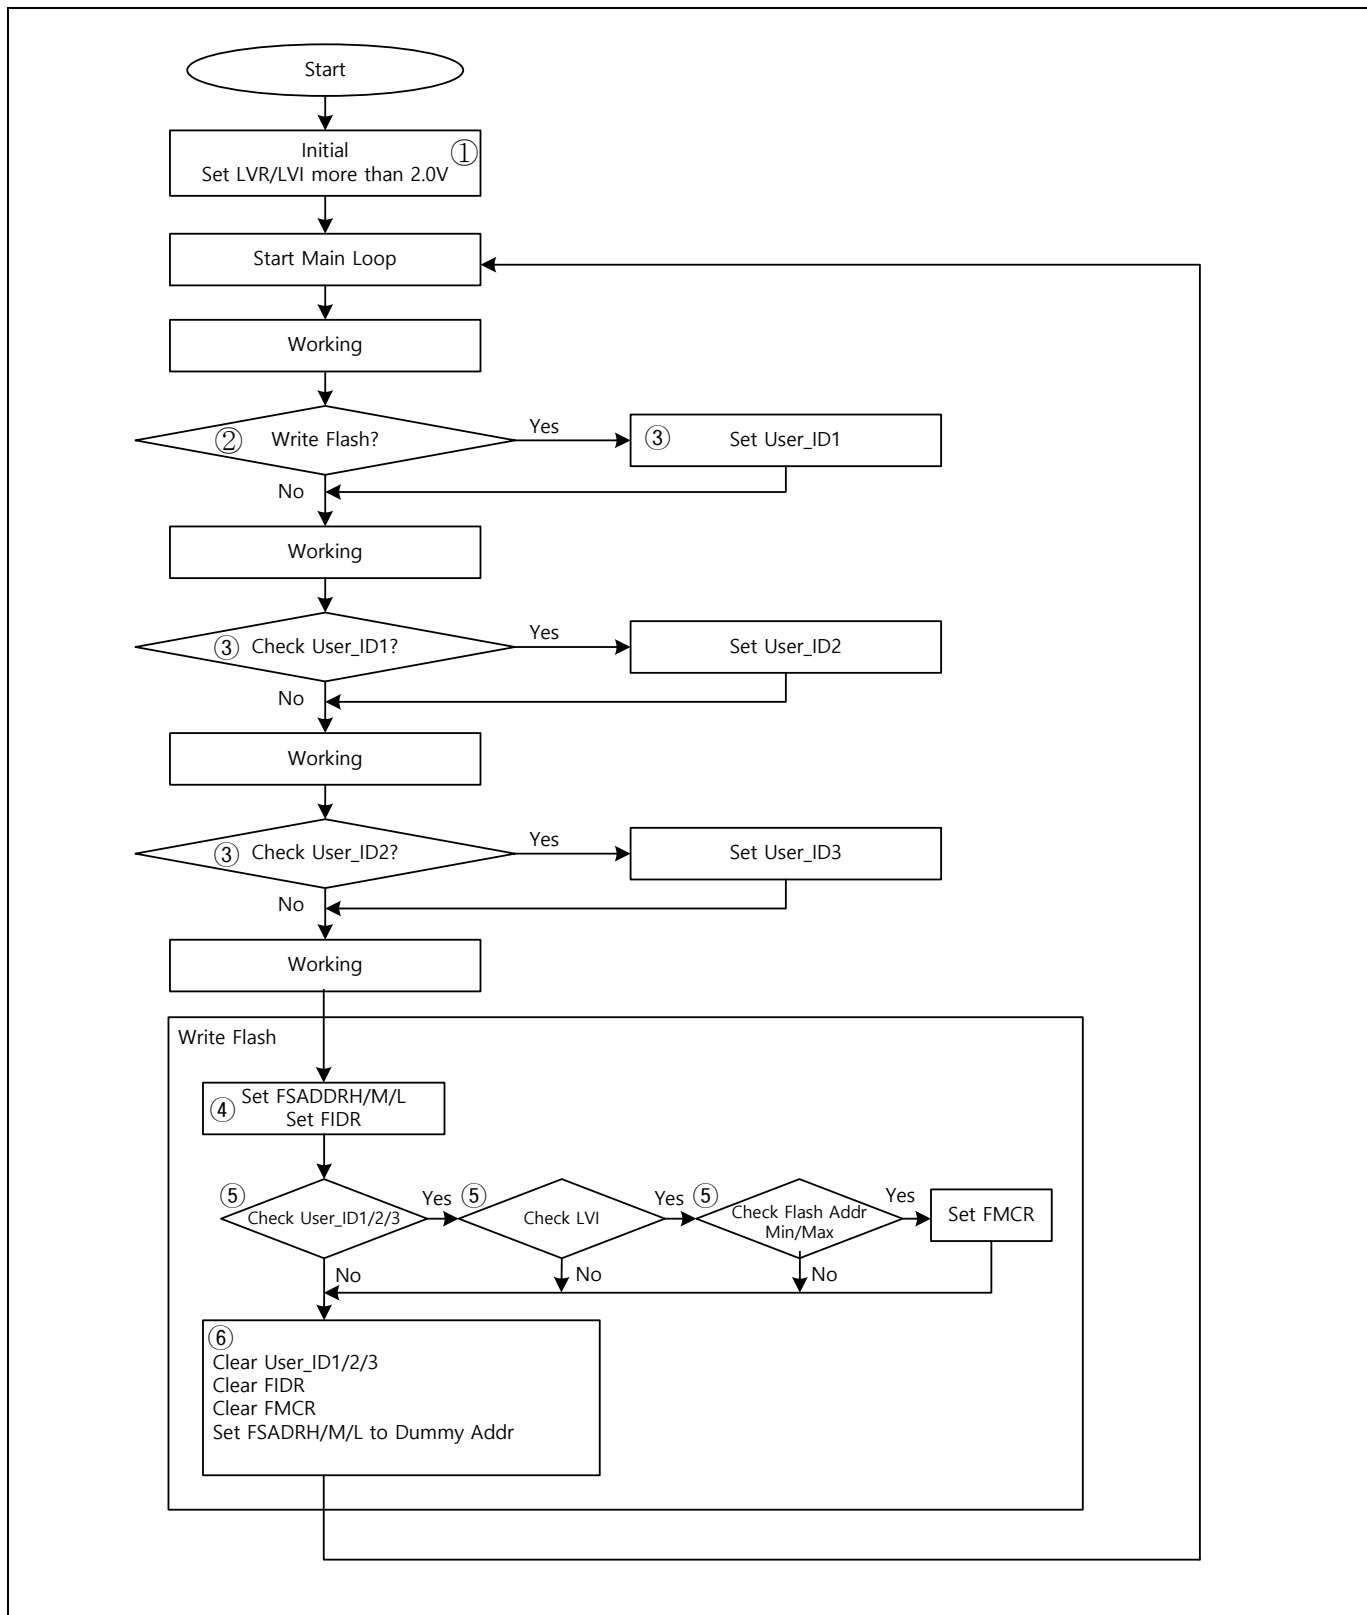 Start
Initial
Set LVR/LVI more than 2.0V
①
Start Main Loop
Working
② Write Flash?
Yes
③ Set User_ID1
No
Working
③ Check User_ID1?
Yes
Set User_ID2
No
Working
③ Check User_ID2?
Yes
Set User_ID3
No
Working
Write Flash
④ Set FSADDRH/M/L
Set FIDR
⑤
Check User_ID1/2/3
Yes
⑤
Check LVI
Yes
⑤
Check Flash Addr
Min/Max
Yes
Set FMCR
No
No
No
⑥
Clear User_ID1/2/3
Clear FIDR
Clear FMCR
Set FSADRH/M/L to Dummy Addr